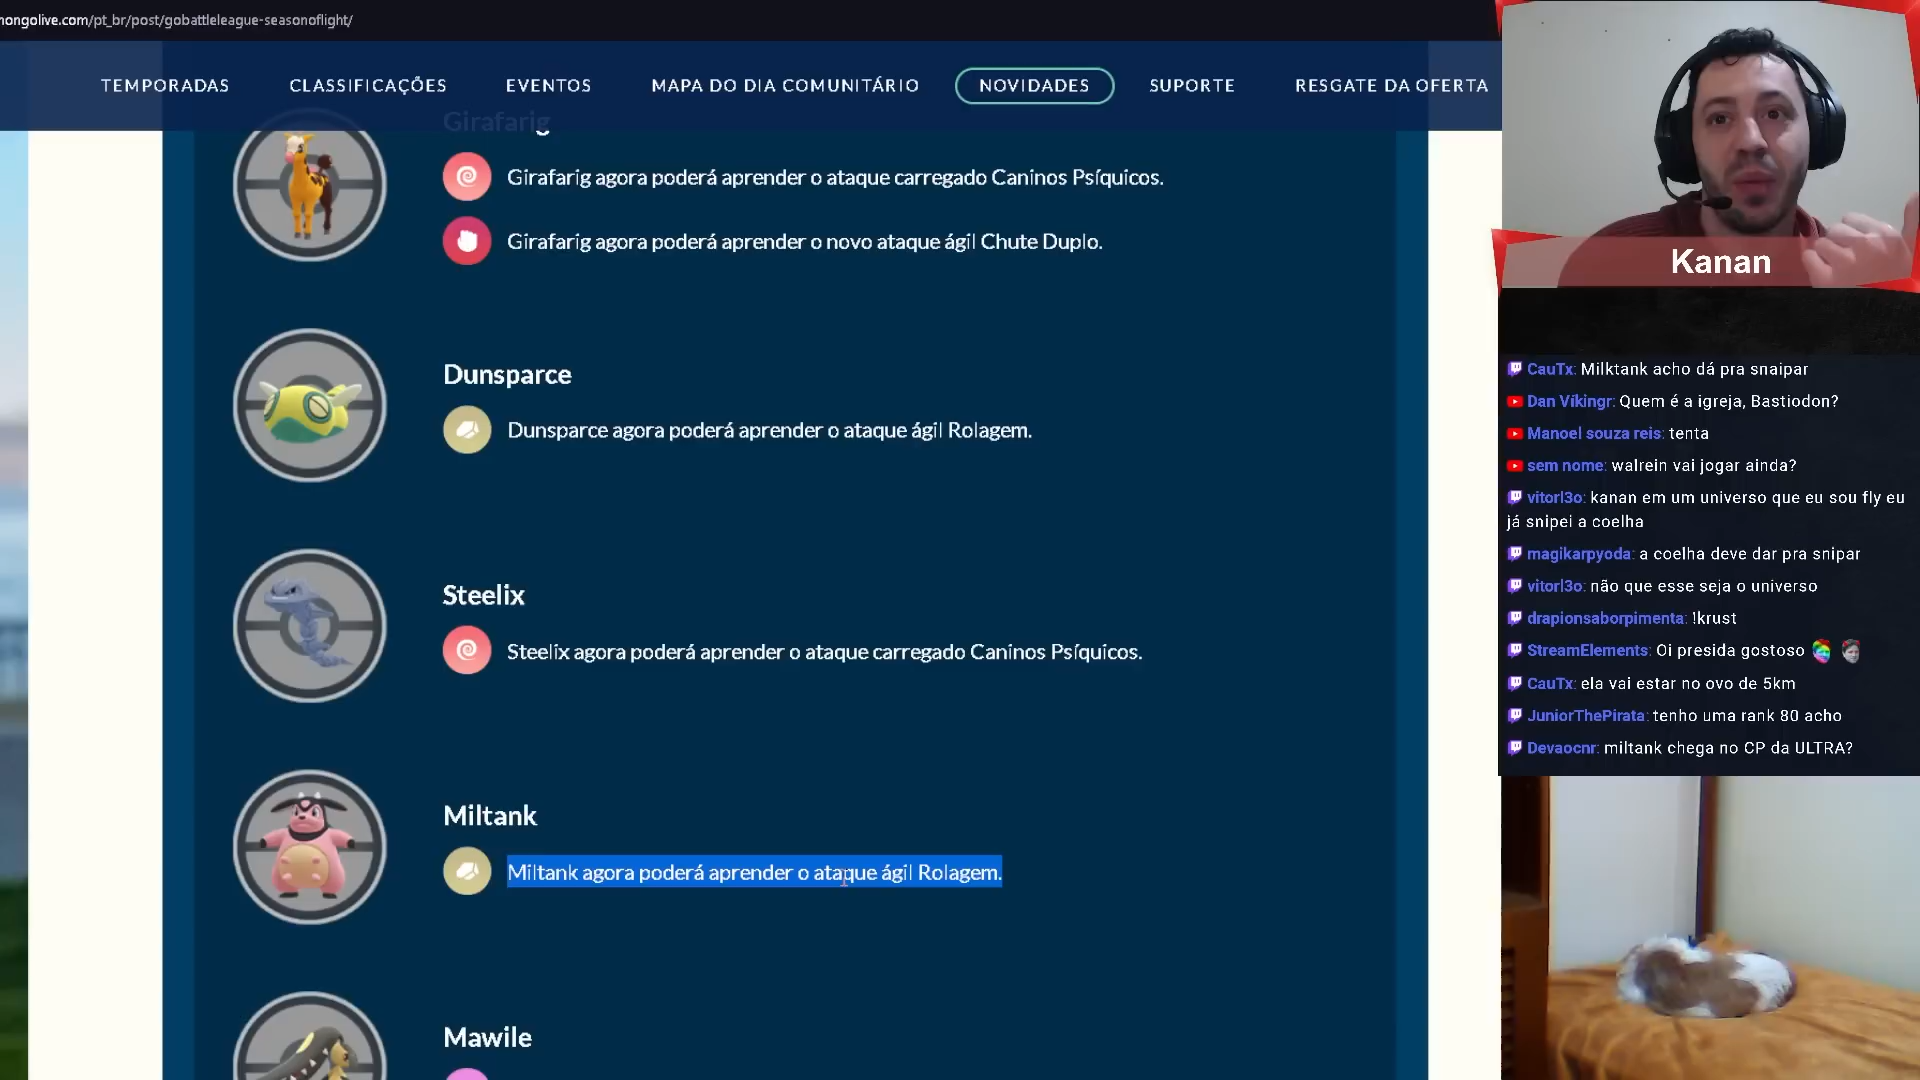 nongolive.com/pt_br/post/gobattleleague-seasonoflight/
TEMPORADAS CLASSIFICAÇÕES EVENTOS MAPA DO DIA COMUNITÁRIO NOVIDADES SUPORTE RESGATE DA OFERTA
Girafarig
Girafarig agora poderá aprender o ataque carregado Caninos Psíquicos.
Girafarig agora poderá aprender o novo ataque ágil Chute Duplo.
Dunsparce
Dunsparce agora poderá aprender o ataque ágil Rolagem.
Steelix
Steelix agora poderá aprender o ataque carregado Caninos Psíquicos.
Miltank
Miltank agora poderá aprender o ataque ágil Rolagem.
Mawile
Kanan
CauTx: Milktank acho dá pra snaipar
Dan Víkingr: Quem é a igreja, Bastiodon?
Manoel souza reis: tenta
sem nome: walrein vai jogar ainda?
vitorl3o: kanan em um universo que eu sou fly eu
já snipei a coelha
magikarpyoda: a coelha deve dar pra snipar
vitorl3o: não que esse seja o universo
drapionsaborpimenta: !krust
StreamElements: Oi presida gostoso
CauTx: ela vai estar no ovo de 5km
JuniorThePirata: tenho uma rank 80 acho
Devaocnr: miltank chega no CP da ULTRA?